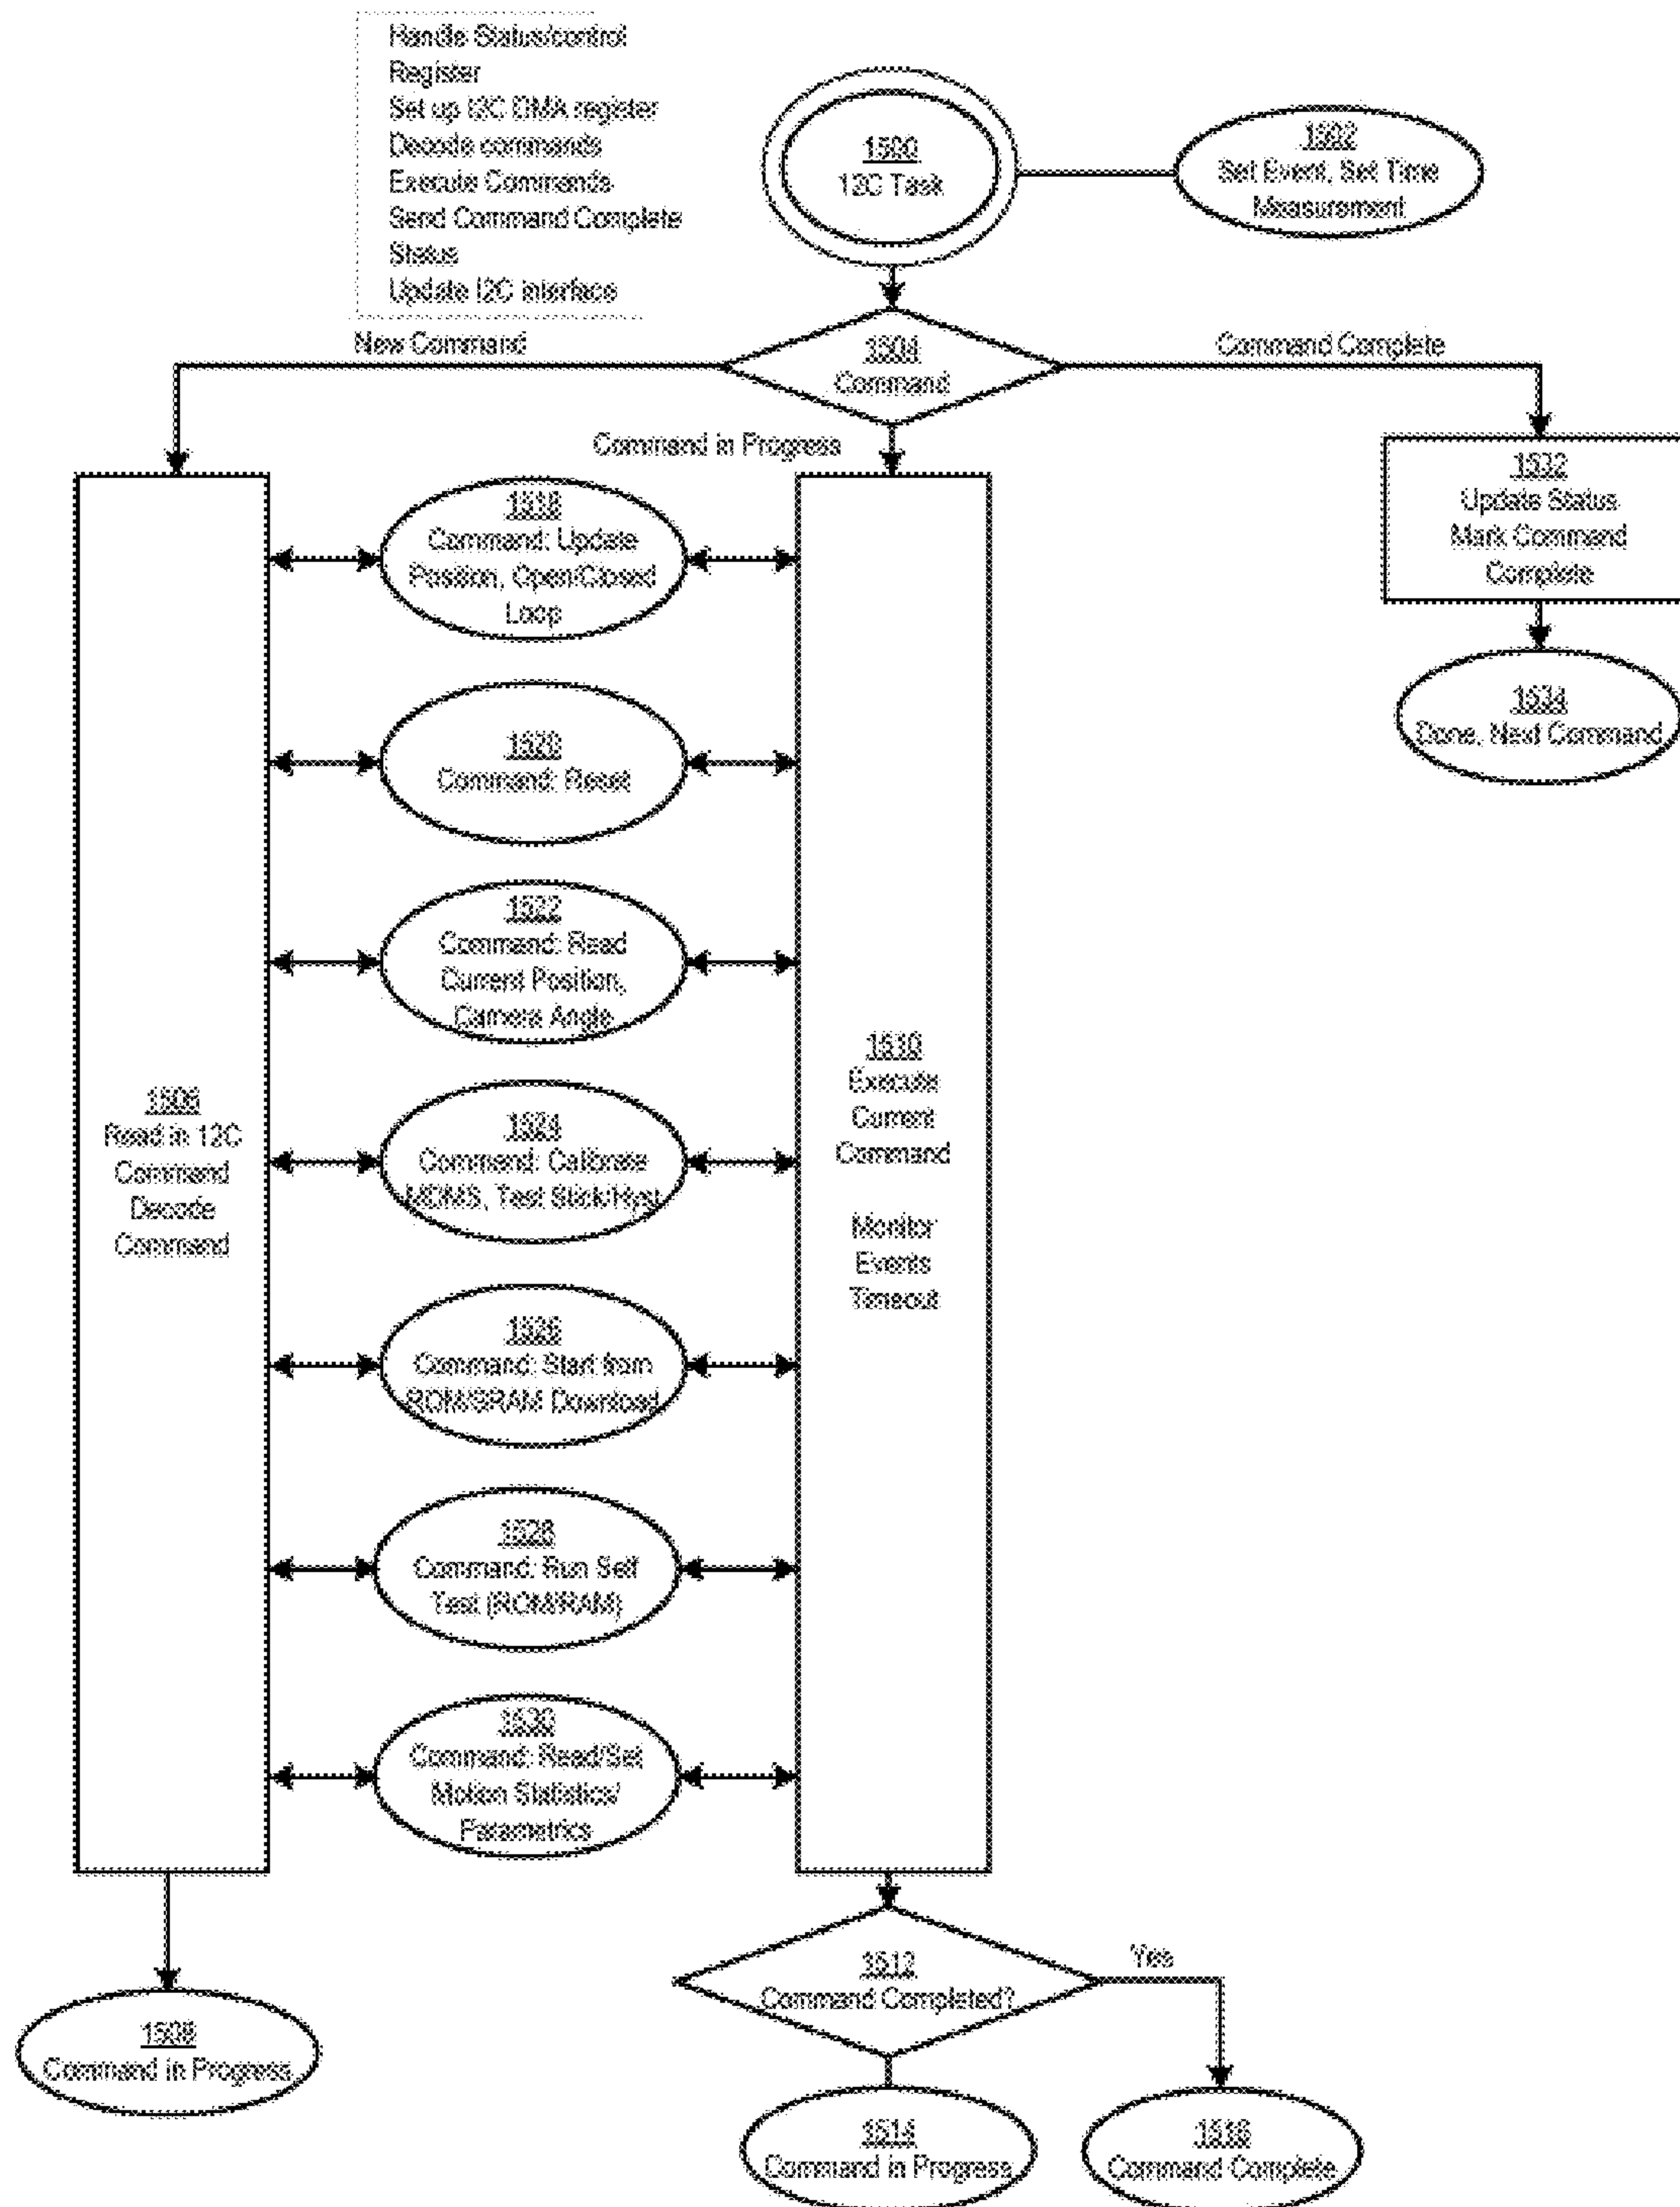 Handle Status/control
Register
Set up I2C DMA register
Decode commands
Execute Commands
Send Command Complete
Status
Update I2C interface
1500
12C Task
1502
Set Event, Set Time
Measurement
New Command
1504
Command
Command Complete
Command in Progress
1532
Update Status
Mark Command
Complete
1534
Done, Next Command
1518
Command: Update
Position, Open/Closed
Loop
1520
Command: Reset
1522
Command: Read
Current Position,
Camera Angle
1506
Read in 12C
Command
Decode
Command
1524
Command: Calibrate
Test Stick/Hyst
1510
Execute
Current
Command
Monitor
Events
Timeout
1526
Command: Start from
ROM/SRAM Download
1528
Command: Run Self
Test (ROM/RAM)
1530
Command: Read/Set
Motion Statistics/
Parametrics
1512
Command Completed?
Yes
1508
Command in Progress
1514
Command in Progress
1516
Command Complete